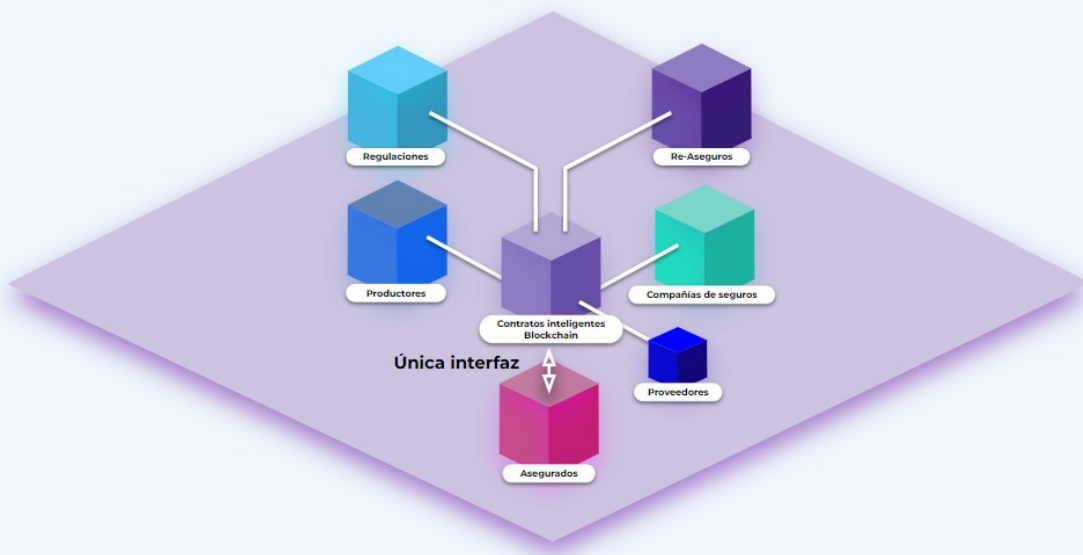 Regulaciones
Re-Aseguros
Productores
Compañías de seguros
Contratos inteligentes
Blockchain
Única interfaz
Proveedores
Asegurados